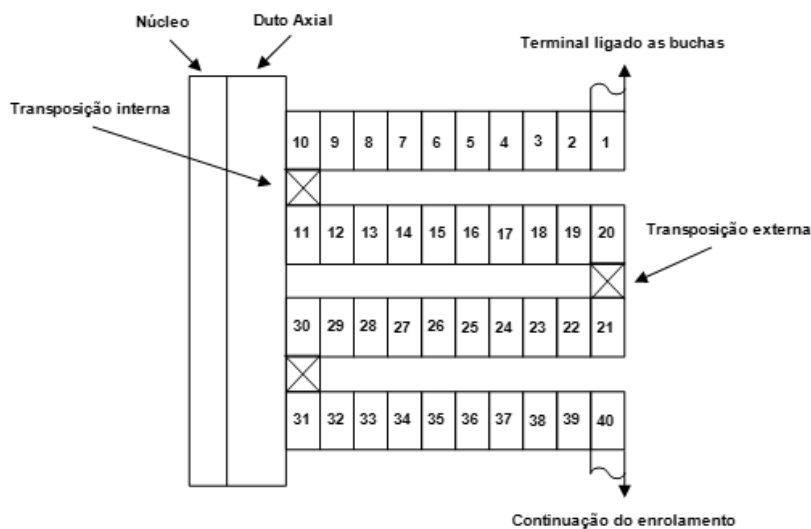 Núcleo
Duto Axial
Terminal ligado as buchas
Transposição interna
10 9 8 7 6 5 4 3 2 1
11 12 13 14 15 16 17 18 19 20
Transposição externa
30 29 28 27 26 25 24 23 22 21
31 32 33 34 35 36 37 38 39 40
Continuação do enrolamento